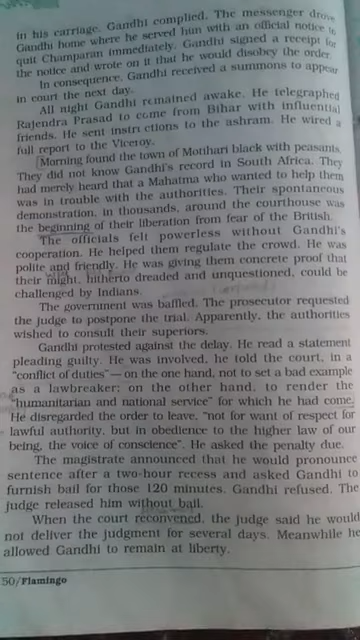 in his carriage. Gandhi complied. The messenger drove
Gandhi home where he served him with an official notice to
quit Champaran immediately. Gandhi signed a receipt for
the notice and wrote on it that he would disobey the order.
In consequence, Gandhi received a summons to appear
in court the next day.
All night Gandhi remained awake. He telegraphed
Rajendra Prasad to come from Bihar with influential
friends. He sent instructions to the ashram. He wired a
full report to the Viceroy.
Morning found the town of Motihari black with peasants.
They did not know Gandhi's record in South Africa. They
had merely heard that a Mahatma who wanted to help them
was in trouble with the authorities. Their spontaneous
demonstration, in thousands, around the courthouse was
the beginning of their liberation from fear of the British.
The officials felt powerless without Gandhi's
cooperation. He helped them regulate the crowd. He was
polite and friendly. He was giving them concrete proof that
their might, hitherto dreaded and unquestioned, could be
challenged by Indians.
The government was baffled. The prosecutor requested
the judge to postpone the trial. Apparently, the authorities
wished to consult their superiors.
Gandhi protested against the delay. He read a statement
pleading guilty. He was involved, he told the court, in a
“conflict of duties”— on the one hand, not to set a bad example
as a lawbreaker; on the other hand, to render the
“humanitarian and national service” for which he had come.
He disregarded the order to leave, “not for want of respect for
lawful authority, but in obedience to the higher law of our
being, the voice of conscience”. He asked the penalty due.
The magistrate announced that he would pronounce
sentence after a two-hour recess and asked Gandhi to
furnish bail for those 120 minutes. Gandhi refused. The
judge released him without bail.
When the court reconvened, the judge said he would
not deliver the judgment for several days. Meanwhile he
allowed Gandhi to remain at liberty.
50/Flamingo